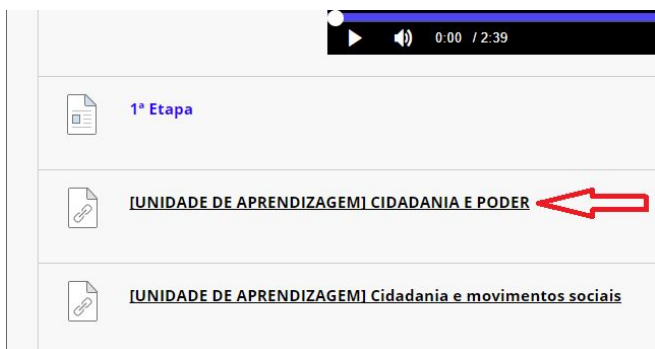 0:00 / 2:39
1ª Etapa
[UNIDADE DE APRENDIZAGEM] CIDADANIA E PODER
[UNIDADE DE APRENDIZAGEM] Cidadania e movimentos sociais